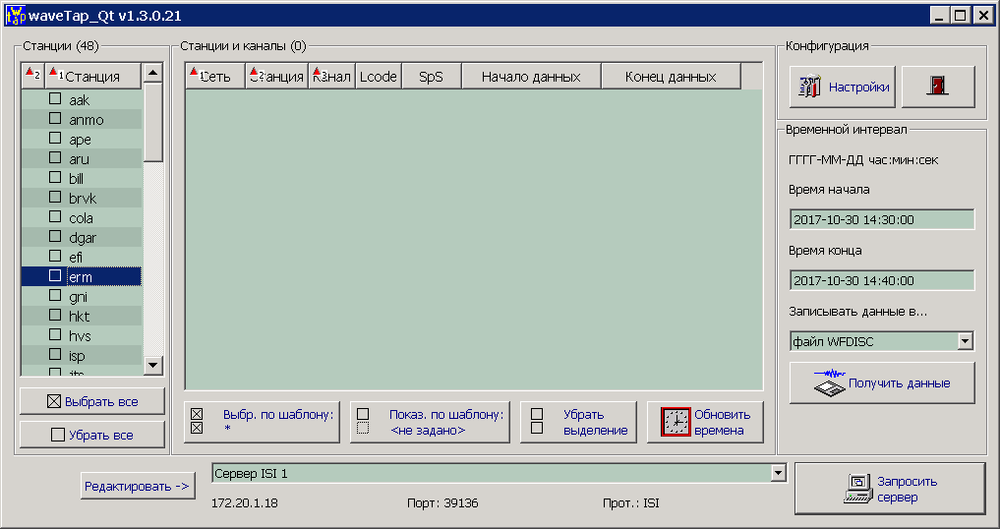 waveTap_Qt v1.3.0.21
Станции (48)
2 1 Станция
aak
anmo
ape
aru
bill
brvk
cola
dgar
efi
erm
gni
hkt
hvs
isp
Выбрать все
Убрать все
Станции и каналы (0)
1 Сеть 2 Станция 3 Канал Lcode SpS Начало данных Конец данных
Выбр. по шаблону:
*
Показ. по шаблону:
<не задано>
Убрать
выделение
Обновить
времена
Конфигурация
Настройки
Временной интервал
ГГГГ-ММ-ДД час:мин:сек
Время начала
2017-10-30 14:30:00
Время конца
2017-10-30 14:40:00
Записывать данные в...
файл WFDISC
Получить данные
Редактировать ->
Сервер ISI 1
172.20.1.18 Порт: 39136 Прот.: ISI
Запросить
сервер